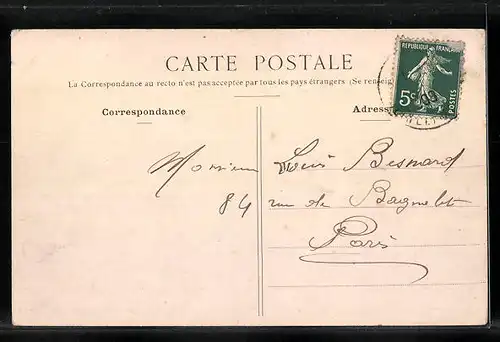 CARTE POSTALE
La Correspondance au recto n'est pas acceptée par tous les pays étrangers (Se renseig
Correspondance
Adress
REPUBLIQUE FRANÇAISE
5c
POSTES
Monsieur Louis Besnard
84 rue de Bagnolet
Paris